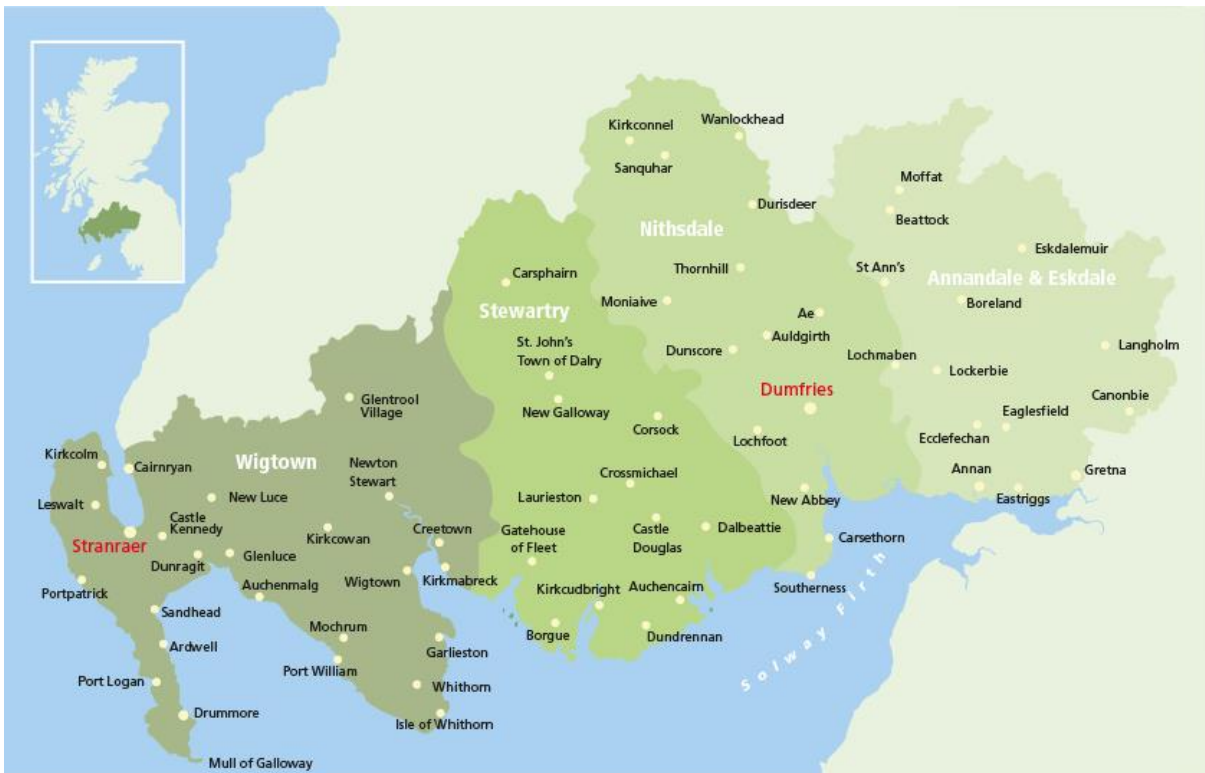 Kirkconnel
Wanlockhead
Sanquhar
Moffat
Durisdeer
Beattock
Nithsdale
Eskdalemuir
Thornhill
St Ann's
Carsphairn
Annandale & Eskdale
Moniaive
Boreland
Stewartry
Ae
Auldgirth
St. John's
Town of Dalry
Dunscore
Lochmaben
Langholm
Lockerbie
Dumfries
Canonbie
Glentrool
Village
New Galloway
Eaglesfield
Corsock
Lochfoot
Ecclefechan
Kirkcolm
Cairnryan
Wigtown
Newton
Stewart
Crossmichael
Annan
Gretna
Leswalt
New Luce
Laurieston
New Abbey
Eastriggs
Castle
Kennedy
Creetown
Gatehouse
of Fleet
Castle
Douglas
Dalbeattie
Carsethorn
Stranraer
Kirkcowan
Dunragit
Glenluce
Auchenmalg
Wigtown
Kirkmabreck
Kirkcudbright
Auchencairn
Southerness
Portpatrick
Sandhead
Solway Firth
Mochrum
Borgue
Dundrennan
Ardwell
Garlieston
Port William
Port Logan
Whithorn
Drummore
Isle of Whithorn
Mull of Galloway